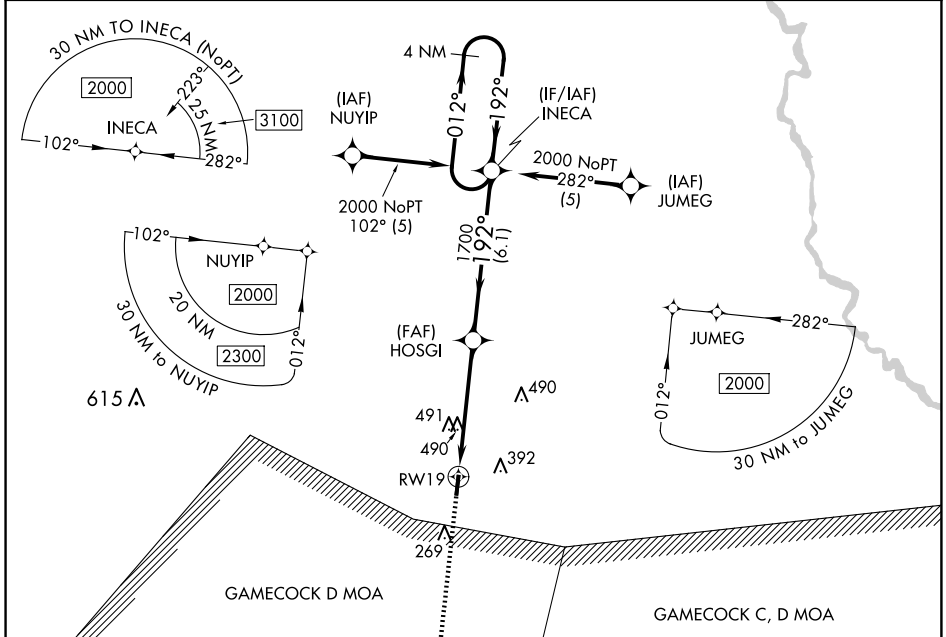 30 NM TO INECA (NoPT)
2000
223°
25 NM
3100
INECA
102°
282°
4 NM
012°
192°
(IF/IAF)
INECA
(IAF)
NUYIP
2000 NoPT
102° (5)
2000 NoPT
282°
(5)
(IAF)
JUMEG
1700
192°
(6.1)
102°
NUYIP
2000
20 NM
2300
30 NM to NUYIP
012°
(FAF)
HOSGI
JUMEG
282°
2000
012°
30 NM to JUMEG
615
490
491
490
392
RW19
269
GAMECOCK D MOA
GAMECOCK C, D MOA